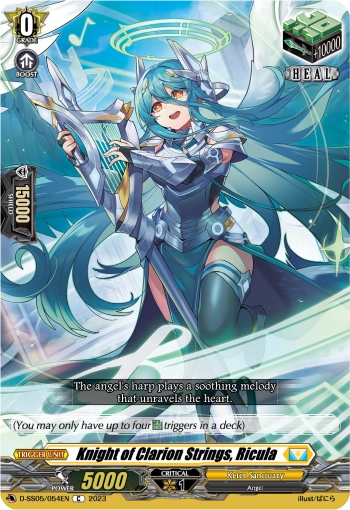 0
GRADE
BOOST
+10000
HEAL
15000
SHIELD
The angel's harp plays a soothing melody
that unravels the heart.
(You may only have up to four triggers in a deck)
TRIGGER UNIT
Knight of Clarion Strings, Ricula
POWER 5000
CRITICAL
1
Keter Sanctuary
Angel
D-SS05/054EN C 2023
illust/ぱにら